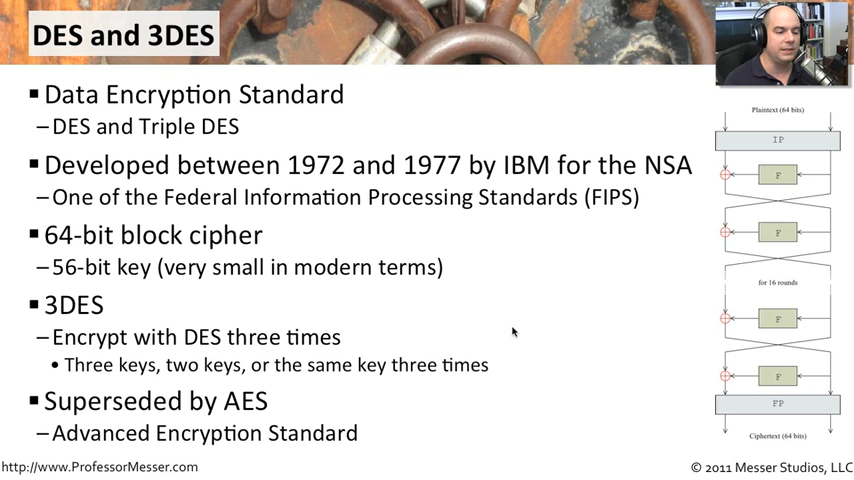 DES and 3DES
▪ Data Encryption Standard
– DES and Triple DES
▪ Developed between 1972 and 1977 by IBM for the NSA
– One of the Federal Information Processing Standards (FIPS)
▪ 64-bit block cipher
– 56-bit key (very small in modern terms)
▪ 3DES
– Encrypt with DES three times
• Three keys, two keys, or the same key three times
▪ Superseded by AES
– Advanced Encryption Standard
Plaintext (64 bits)
IP
F
F
for 16 rounds
F
F
FP
Ciphertext (64 bits)
http://www.ProfessorMesser.com
© 2011 Messer Studios, LLC